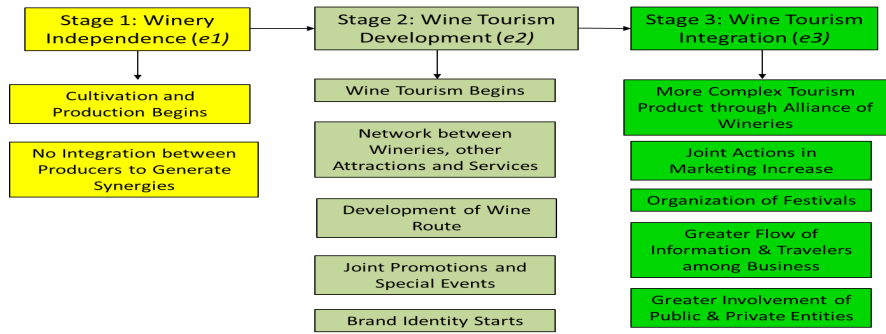 Stage 1: Winery
Independence (e1)
Cultivation and
Production Begins
No Integration between
Producers to Generate
Synergies
Stage 2: Wine Tourism
Development (e2)
Wine Tourism Begins
Network between
Wineries, other
Attractions and Services
Development of Wine
Route
Joint Promotions and
Special Events
Brand Identity Starts
Stage 3: Wine Tourism
Integration (e3)
More Complex Tourism
Product through Alliance of
Wineries
Joint Actions in
Marketing Increase
Organization of Festivals
Greater Flow of
Information & Travelers
among Business
Greater Involvement of
Public & Private Entities